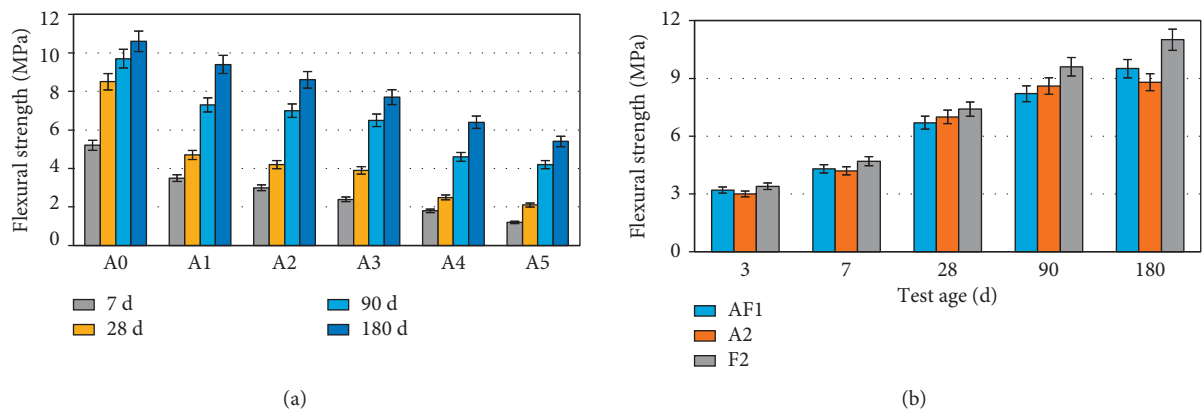 12
10
8
6
4
2
0
Flexural strength (MPa)
A0 A1 A2 A3 A4 A5
7 d 90 d
28 d 180 d
(a)
12
9
6
3
0
Flexural strength (MPa)
3 7 28 90 180
Test age (d)
AF1
A2
F2
(b)